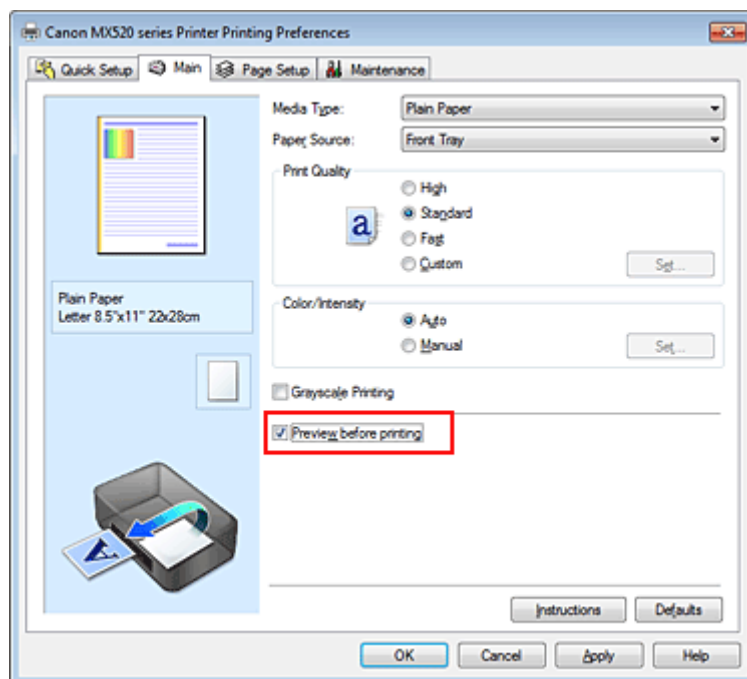 Canon MX520 series Printer Printing Preferences
Quick Setup
Main
Page Setup
Maintenance
Media Type:
Plain Paper
Paper Source:
Front Tray
Print Quality
a
High
Standard
Fast
Custom
Set...
Plain Paper
Letter 8.5"x11" 22x28cm
Color/Intensity
Auto
Manual
Set...
Grayscale Printing
Preview before printing
A
Instructions
Defaults
OK
Cancel
Apply
Help